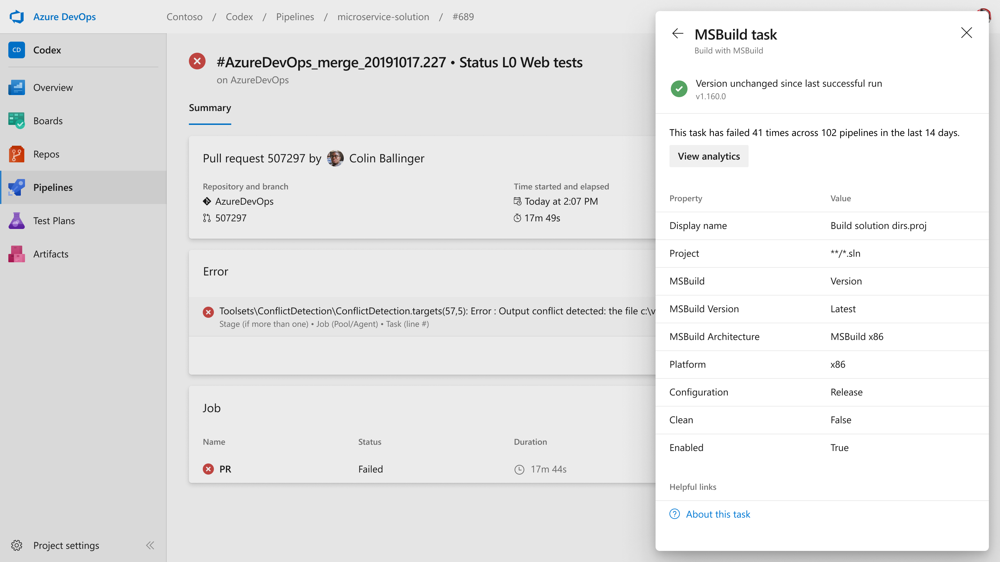 Azure DevOps
Contoso / Codex / Pipelines / microservice-solution / #689
CD Codex
Overview
Boards
Repos
Pipelines
Test Plans
Artifacts
Project settings
#AzureDevOps_merge_20191017.227 • Status L0 Web tests
on AzureDevOps
Summary
Pull request 507297 by Colin Ballinger
Repository and branch
AzureDevOps
507297
Time started and elapsed
Today at 2:07 PM
17m 49s
Error
Toolsets\ConflictDetection\ConflictDetection.targets(57,5): Error : Output conflict detected: the file c:\v
Stage (if more than one) • Job (Pool/Agent) • Task (line #)
Job
Name Status Duration
PR Failed 17m 44s
MSBuild task
Build with MSBuild
Version unchanged since last successful run
v1.160.0
This task has failed 41 times across 102 pipelines in the last 14 days.
View analytics
Property Value
Display name Build solution dirs.proj
Project **/*.sln
MSBuild Version
MSBuild Version Latest
MSBuild Architecture MSBuild x86
Platform x86
Configuration Release
Clean False
Enabled True
Helpful links
About this task